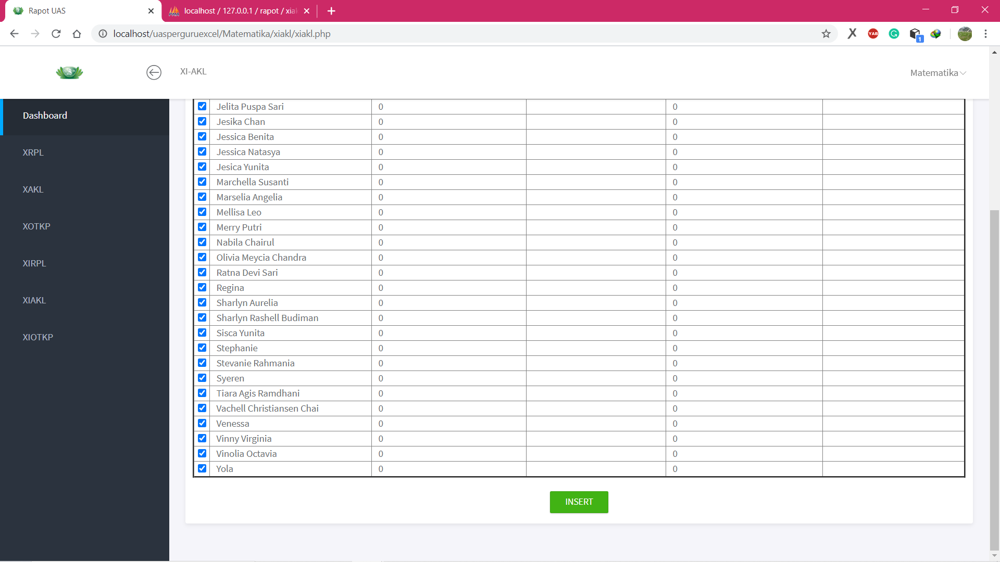 Rapot UAS
localhost / 127.0.0.1 / rapot / xia
localhost/uasperguruexcel/Matematika/xiakl/xiakl.php
YAB
1
XI-AKL
Matematika
Dashboard
XRPL
XAKL
XOTKP
XIRPL
XIAKL
XIOTKP
Jelita Puspa Sari 0 0
Jesika Chan 0 0
Jessica Benita 0 0
Jessica Natasya 0 0
Jesica Yunita 0 0
Marchella Susanti 0 0
Marselia Angelia 0 0
Mellisa Leo 0 0
Merry Putri 0 0
Nabila Chairul 0 0
Olivia Meycia Chandra 0 0
Ratna Devi Sari 0 0
Regina 0 0
Sharlyn Aurelia 0 0
Sharlyn Rashell Budiman 0 0
Sisca Yunita 0 0
Stephanie 0 0
Stevanie Rahmania 0 0
Syeren 0 0
Tiara Agis Ramdhani 0 0
Vachell Christiansen Chai 0 0
Venessa 0 0
Vinny Virginia 0 0
Vinolia Octavia 0 0
Yola 0 0
INSERT